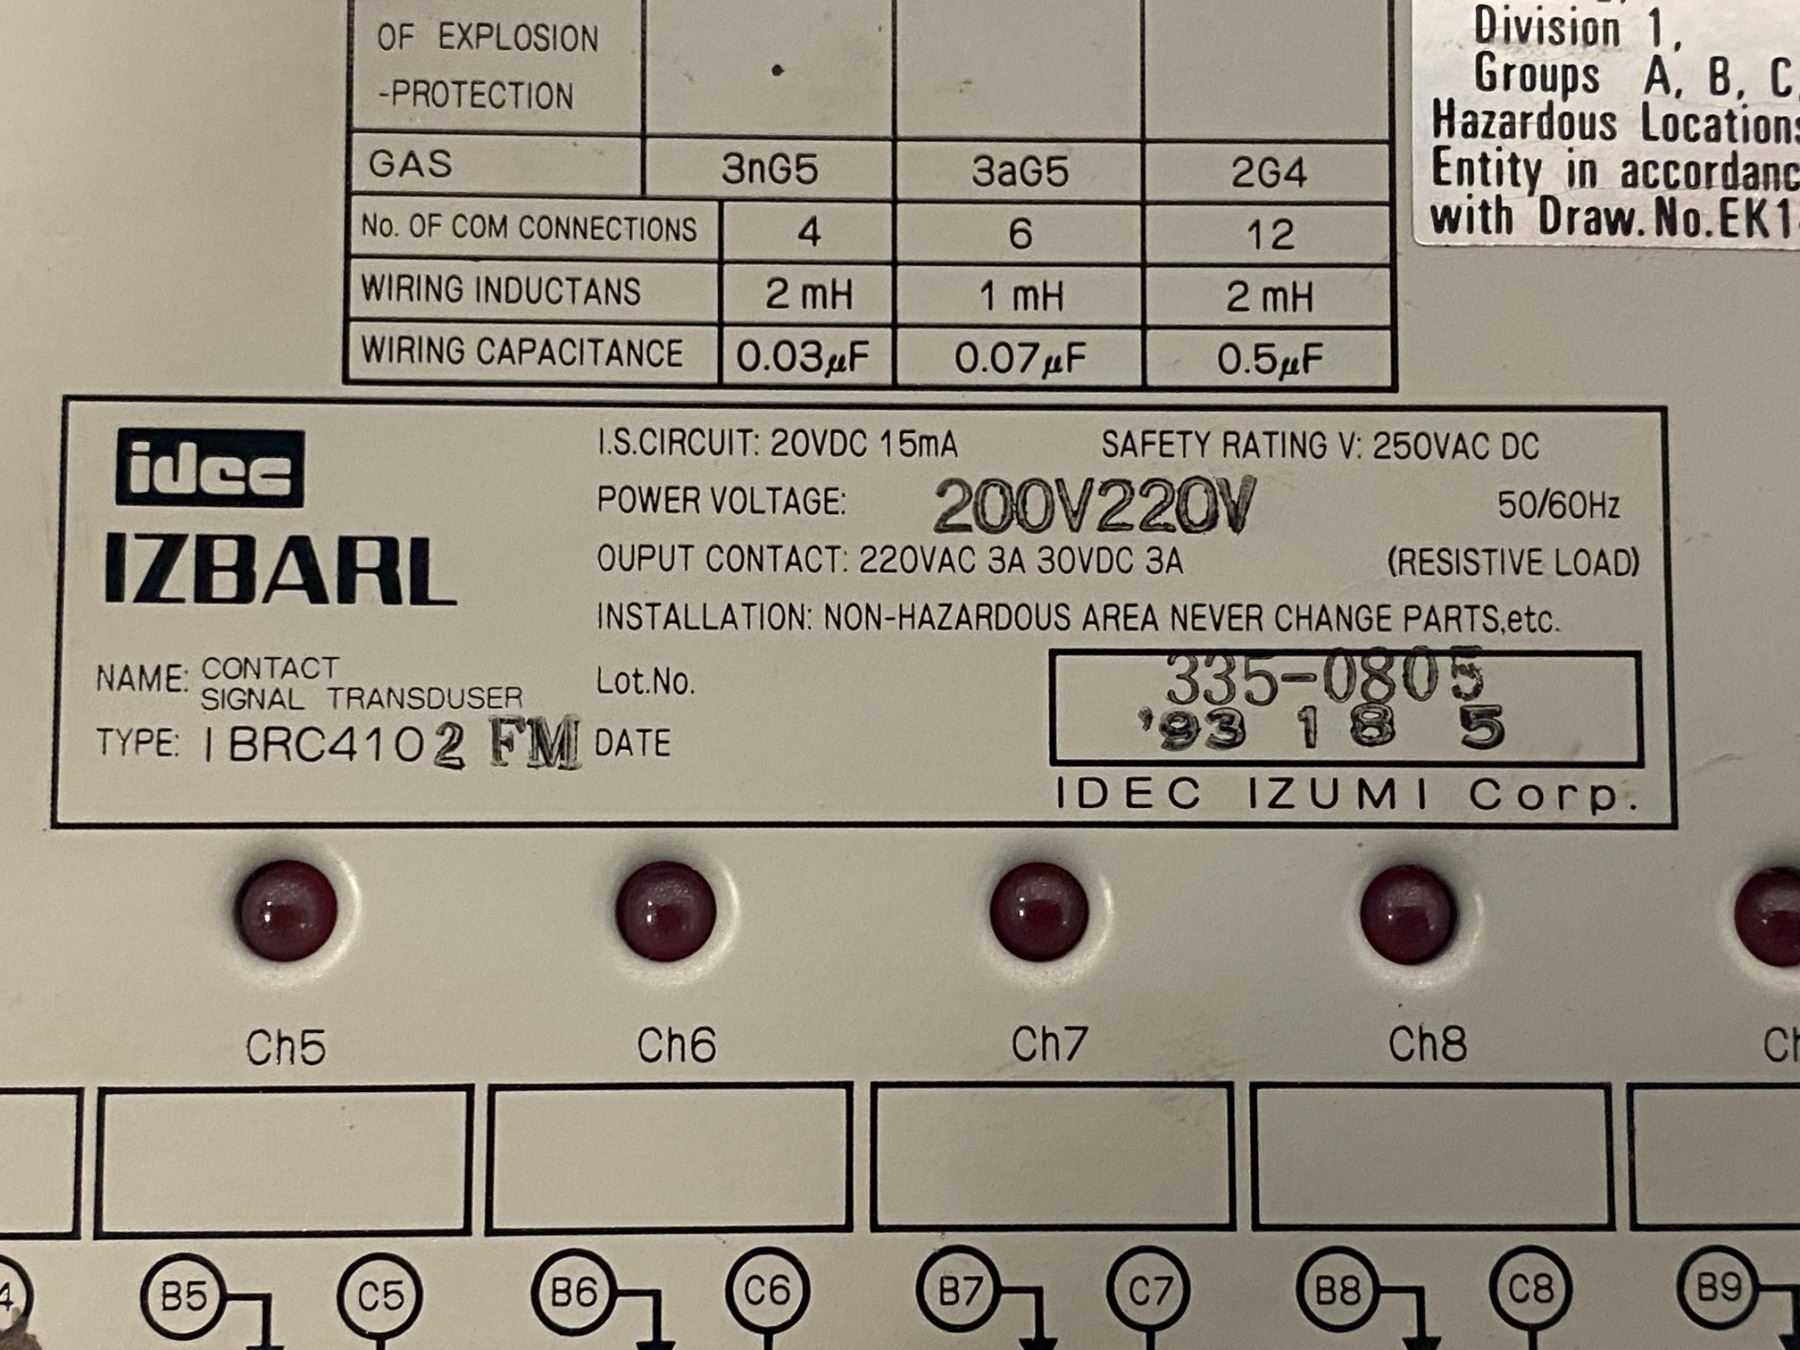 OF EXPLOSION
-PROTECTION
GAS 3nG5 3aG5 2G4
No. OF COM CONNECTIONS 4 6 12
WIRING INDUCTANS 2 mH 1 mH 2 mH
WIRING CAPACITANCE 0.03μF 0.07μF 0.5μF
Division 1,
Groups A, B, C,
Hazardous Locations
Entity in accordanc
with Draw.No.EK1
idec
IZBARL
NAME: CONTACT
SIGNAL TRANSDUSER
TYPE: IBRC4102 FM
I.S.CIRCUIT: 20VDC 15mA SAFETY RATING V: 250VAC DC
POWER VOLTAGE: 200V220V 50/60Hz
OUPUT CONTACT: 220VAC 3A 30VDC 3A (RESISTIVE LOAD)
INSTALLATION: NON-HAZARDOUS AREA NEVER CHANGE PARTS,etc.
Lot.No. 335-0805
DATE '93 1 8 5
IDEC IZUMI Corp.
Ch5 Ch6 Ch7 Ch8 Ch
4 B5 C5 B6 C6 B7 C7 B8 C8 B9